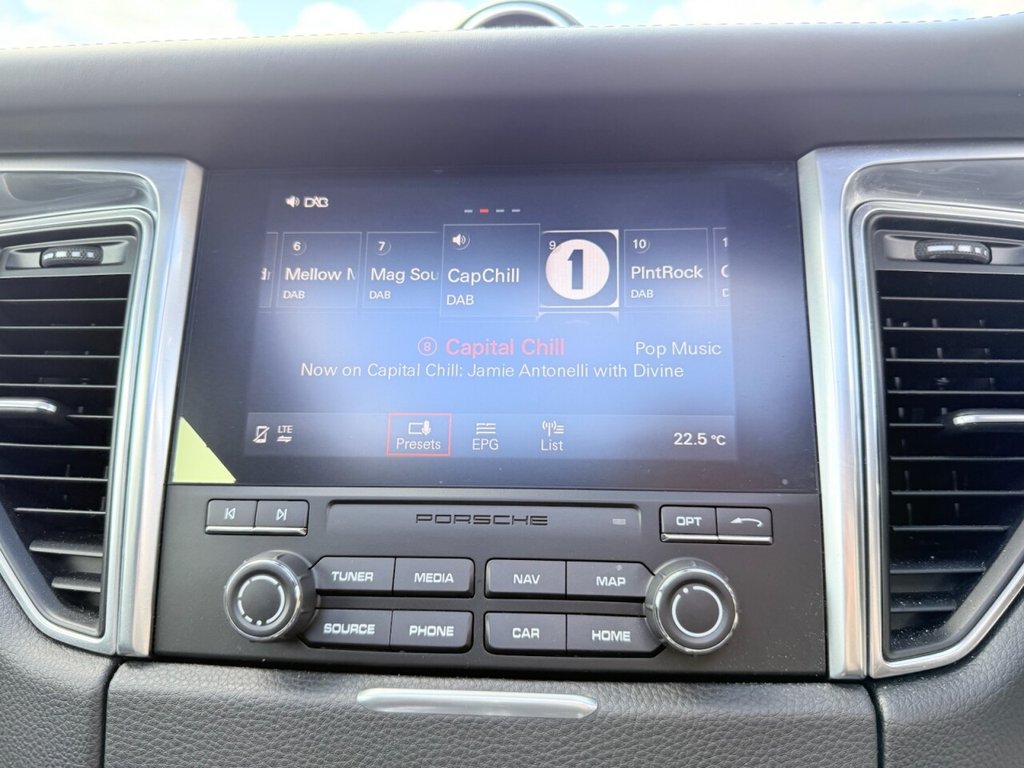 DAB
6
Mellow M
DAB
7
Mag Sou
DAB
CapChill
DAB
9
1
10
PlntRock
DAB
⑧ Capital Chill
Pop Music
Now on Capital Chill: Jamie Antonelli with Divine
LTE
Presets
EPG
List
22.5 °C
PORSCHE
OPT
TUNER
MEDIA
NAV
MAP
SOURCE
PHONE
CAR
HOME